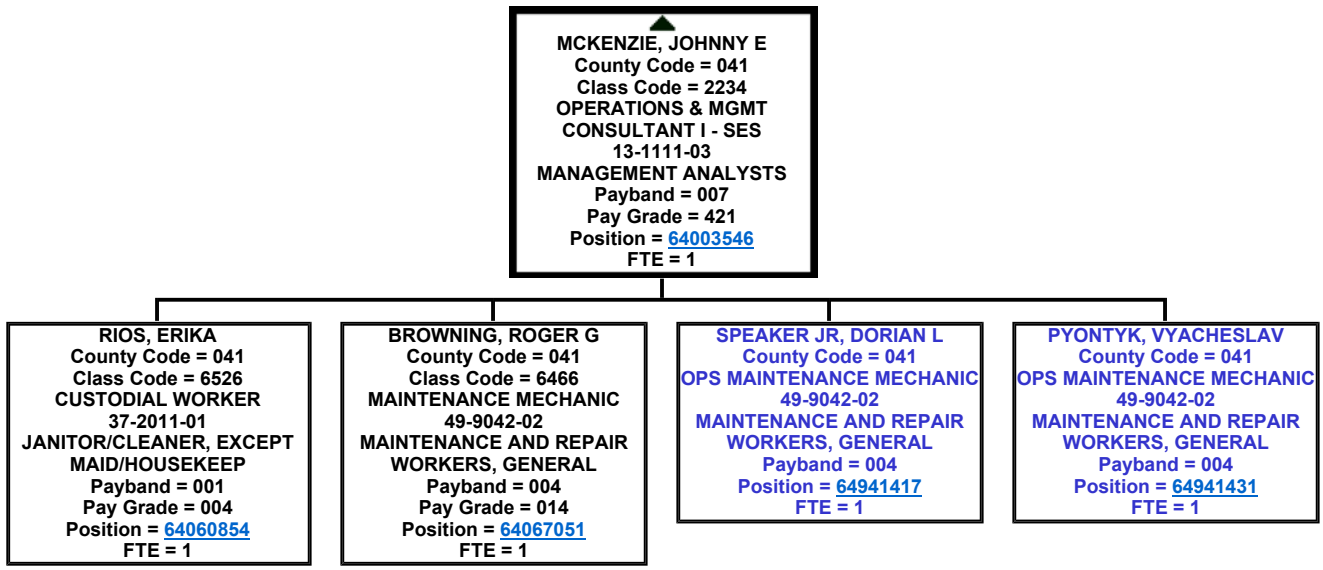 MCKENZIE, JOHNNY E
County Code = 041
Class Code = 2234
OPERATIONS & MGMT
CONSULTANT I - SES
13-1111-03
MANAGEMENT ANALYSTS
Payband = 007
Pay Grade = 421
Position = 64003546
FTE = 1
RIOS, ERIKA
County Code = 041
Class Code = 6526
CUSTODIAL WORKER
37-2011-01
JANITOR/CLEANER, EXCEPT
MAID/HOUSEKEEP
Payband = 001
Pay Grade = 004
Position = 64060854
FTE = 1
BROWNING, ROGER G
County Code = 041
Class Code = 6466
MAINTENANCE MECHANIC
49-9042-02
MAINTENANCE AND REPAIR
WORKERS, GENERAL
Payband = 004
Pay Grade = 014
Position = 64067051
FTE = 1
SPEAKER JR, DORIAN L
County Code = 041
OPS MAINTENANCE MECHANIC
49-9042-02
MAINTENANCE AND REPAIR
WORKERS, GENERAL
Payband = 004
Position = 64941417
FTE = 1
PYONTYK, VYACHESLAV
County Code = 041
OPS MAINTENANCE MECHANIC
49-9042-02
MAINTENANCE AND REPAIR
WORKERS, GENERAL
Payband = 004
Position = 64941431
FTE = 1